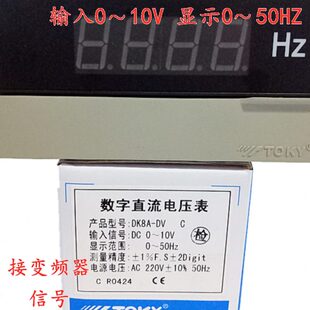 输入0～10V 显示0～50HZ
Hz
TOKY
数字直流电压表
产品型号:DK8A-DV C
输入信号:DC 0～10V
显示范围: 0～50Hz
检
测量精度:±1%F.S±2Digit
电源电压:AC 220V±10% 50Hz
C R0424
接变频器
信号
TOKY